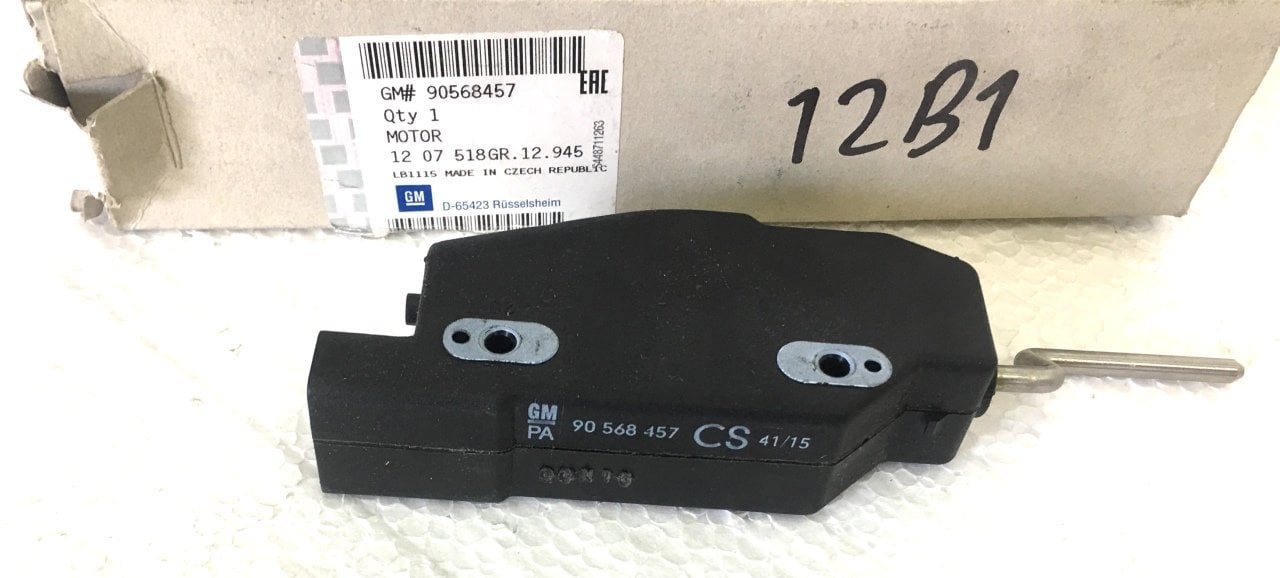 GM# 90568457
EAC
Qty 1
MOTOR
12 07 518GR.12.945
LB1115 MADE IN CZECH REPUBLIC
GM
D-65423 Rüsselsheim
12B1
GM
PA
90 568 457 CS 41/15